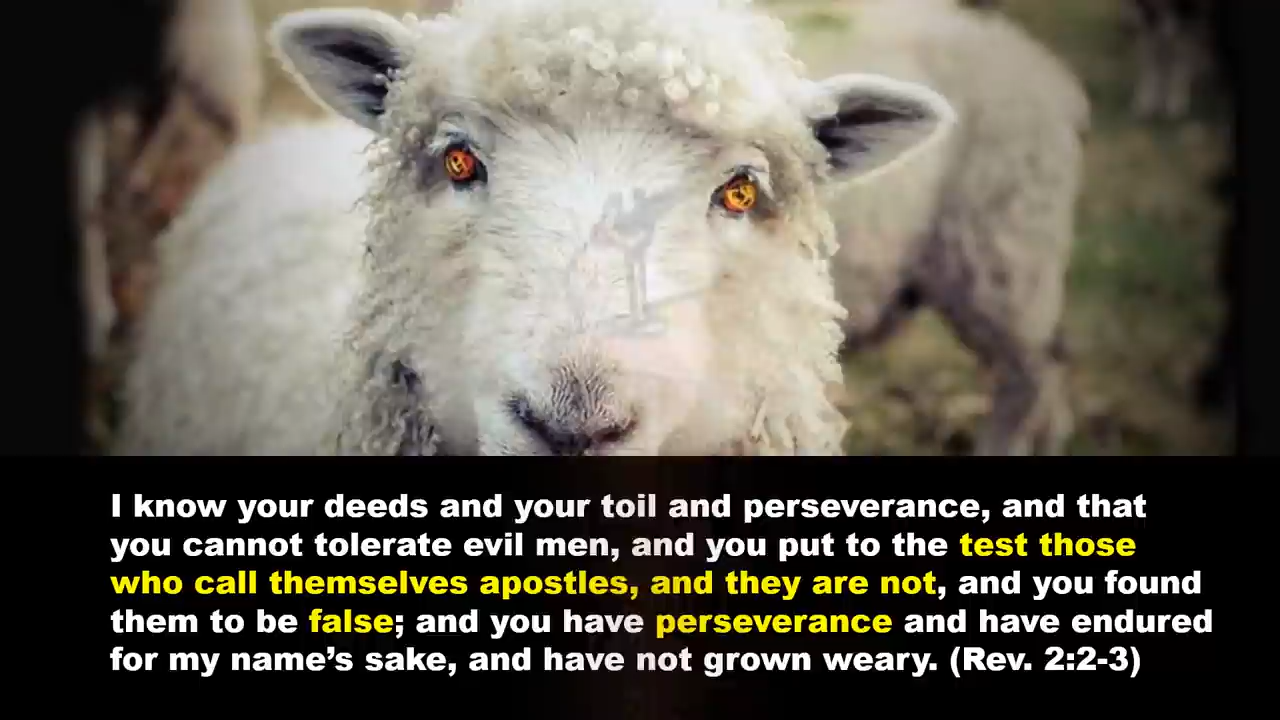 I know your deeds and your toil and perseverance, and that
you cannot tolerate evil men, and you put to the test those
who call themselves apostles, and they are not, and you found
them to be false; and you have perseverance and have endured
for my name’s sake, and have not grown weary. (Rev. 2:2-3)